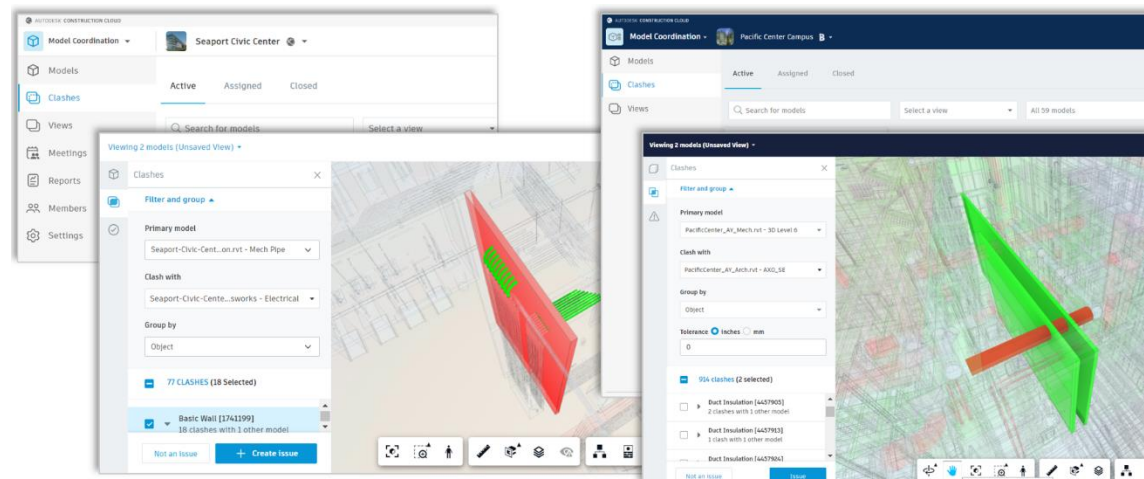 AUTODESK CONSTRUCTION CLOUD
Model Coordination
Seaport Civic Center
Models
Clashes
Views
Meetings
Reports
Members
Settings
Active Assigned Closed
Search for models
Select a view
Viewing 2 models (Unsaved View)
Clashes
Filter and group
Primary model
Seaport-Civic-Cent...on.rvt - Mech Pipe
Clash with
Seaport-Civic-Cente...sworks - Electrical
Group by
Object
77 CLASHES (18 Selected)
Basic Wall [1741199]
18 clashes with 1 other model
Not an issue
+ Create issue
AUTODESK CONSTRUCTION CLOUD
Model Coordination
Pacific Center Campus B
Models
Clashes
Views
Active Assigned Closed
Search for models
Select a view
All 59 models
Viewing 2 models (Unsaved View)
Clashes
Filter and group
Primary model
PacificCenter_AY_Mech.rvt - 3D Level 6
Clash with
PacificCenter_AY_Arch.rvt - AXO_S8
Group by
Object
Tolerance inches mm
0
914 clashes (2 selected)
Duct Insulation [4457905]
2 clashes with 1 other model
Duct Insulation [4457913]
1 clash with 1 other model
Duct Insulation [4457924]
Not an issue
Issue